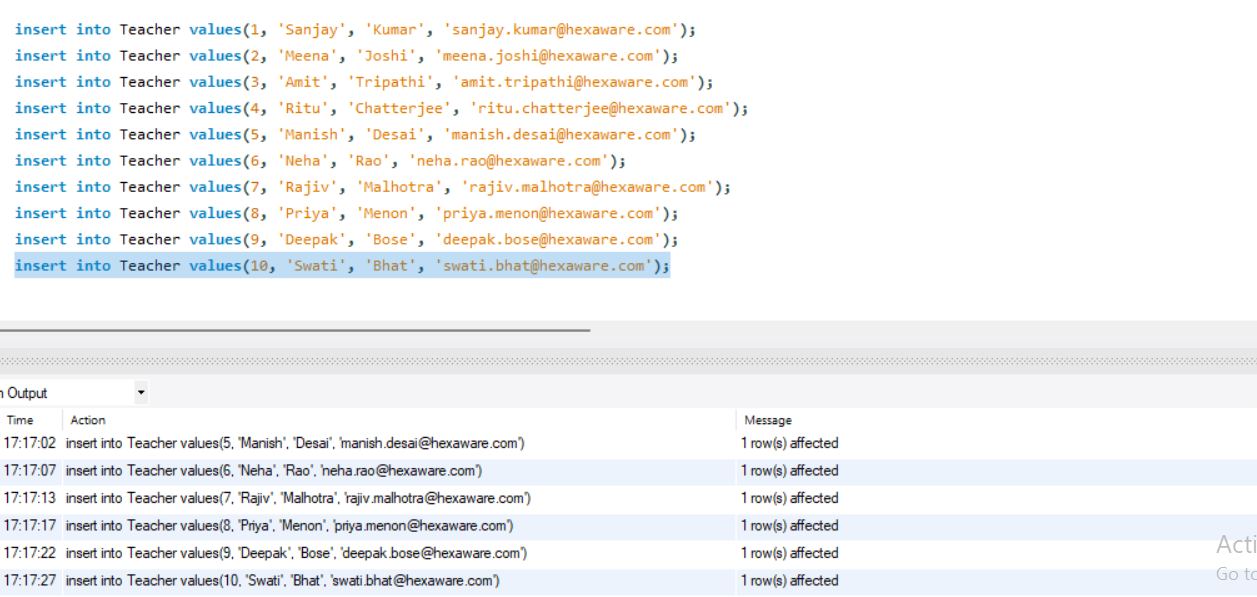 insert into Teacher values(1, 'Sanjay', 'Kumar', 'sanjay.kumar@hexaware.com');
insert into Teacher values(2, 'Meena', 'Joshi', 'meena.joshi@hexaware.com');
insert into Teacher values(3, 'Amit', 'Tripathi', 'amit.tripathi@hexaware.com');
insert into Teacher values(4, 'Ritu', 'Chatterjee', 'ritu.chatterjee@hexaware.com');
insert into Teacher values(5, 'Manish', 'Desai', 'manish.desai@hexaware.com');
insert into Teacher values(6, 'Neha', 'Rao', 'neha.rao@hexaware.com');
insert into Teacher values(7, 'Rajiv', 'Malhotra', 'rajiv.malhotra@hexaware.com');
insert into Teacher values(8, 'Priya', 'Menon', 'priya.menon@hexaware.com');
insert into Teacher values(9, 'Deepak', 'Bose', 'deepak.bose@hexaware.com');
insert into Teacher values(10, 'Swati', 'Bhat', 'swati.bhat@hexaware.com');
n Output
Time Action Message
17:17:02 insert into Teacher values(5, 'Manish', 'Desai', 'manish.desai@hexaware.com') 1 row(s) affected
17:17:07 insert into Teacher values(6, 'Neha', 'Rao', 'neha.rao@hexaware.com') 1 row(s) affected
17:17:13 insert into Teacher values(7, 'Rajiv', 'Malhotra', 'rajiv.malhotra@hexaware.com') 1 row(s) affected
17:17:17 insert into Teacher values(8, 'Priya', 'Menon', 'priya.menon@hexaware.com') 1 row(s) affected
17:17:22 insert into Teacher values(9, 'Deepak', 'Bose', 'deepak.bose@hexaware.com') 1 row(s) affected
17:17:27 insert into Teacher values(10, 'Swati', 'Bhat', 'swati.bhat@hexaware.com') 1 row(s) affected
Acti
Go to